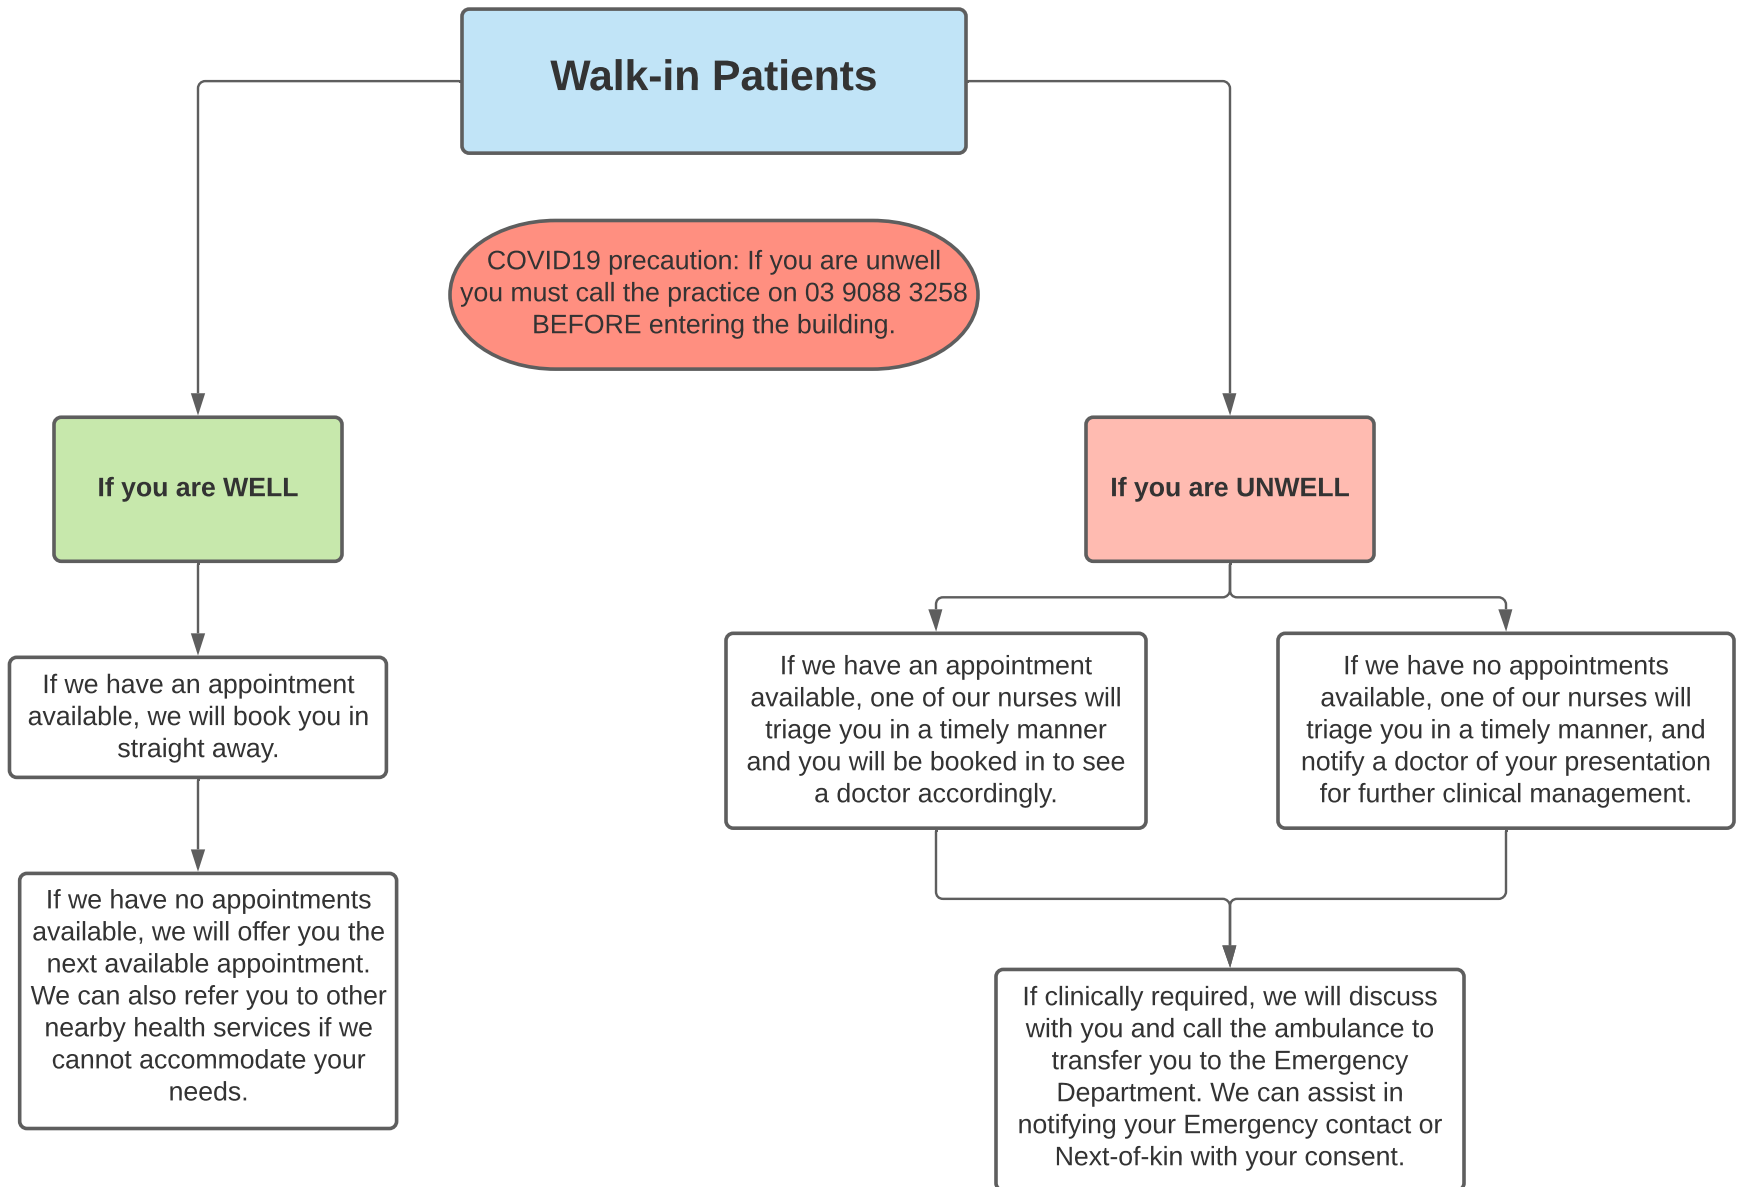 Walk-in Patients
COVID19 precaution: If you are unwell
you must call the practice on 03 9088 3258
BEFORE entering the building.
If you are WELL
If you are UNWELL
If we have an appointment
available, we will book you in
straight away.
If we have an appointment
available, one of our nurses will
triage you in a timely manner
and you will be booked in to see
a doctor accordingly.
If we have no appointments
available, one of our nurses will
triage you in a timely manner, and
notify a doctor of your presentation
for further clinical management.
If we have no appointments
available, we will offer you the
next available appointment.
We can also refer you to other
nearby health services if we
cannot accommodate your
needs.
If clinically required, we will discuss
with you and call the ambulance to
transfer you to the Emergency
Department. We can assist in
notifying your Emergency contact or
Next-of-kin with your consent.